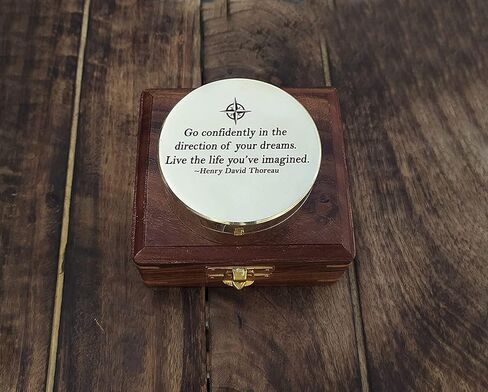 Go confidently in the
direction of your dreams.
Live the life you've imagined.
~Henry David Thoreau